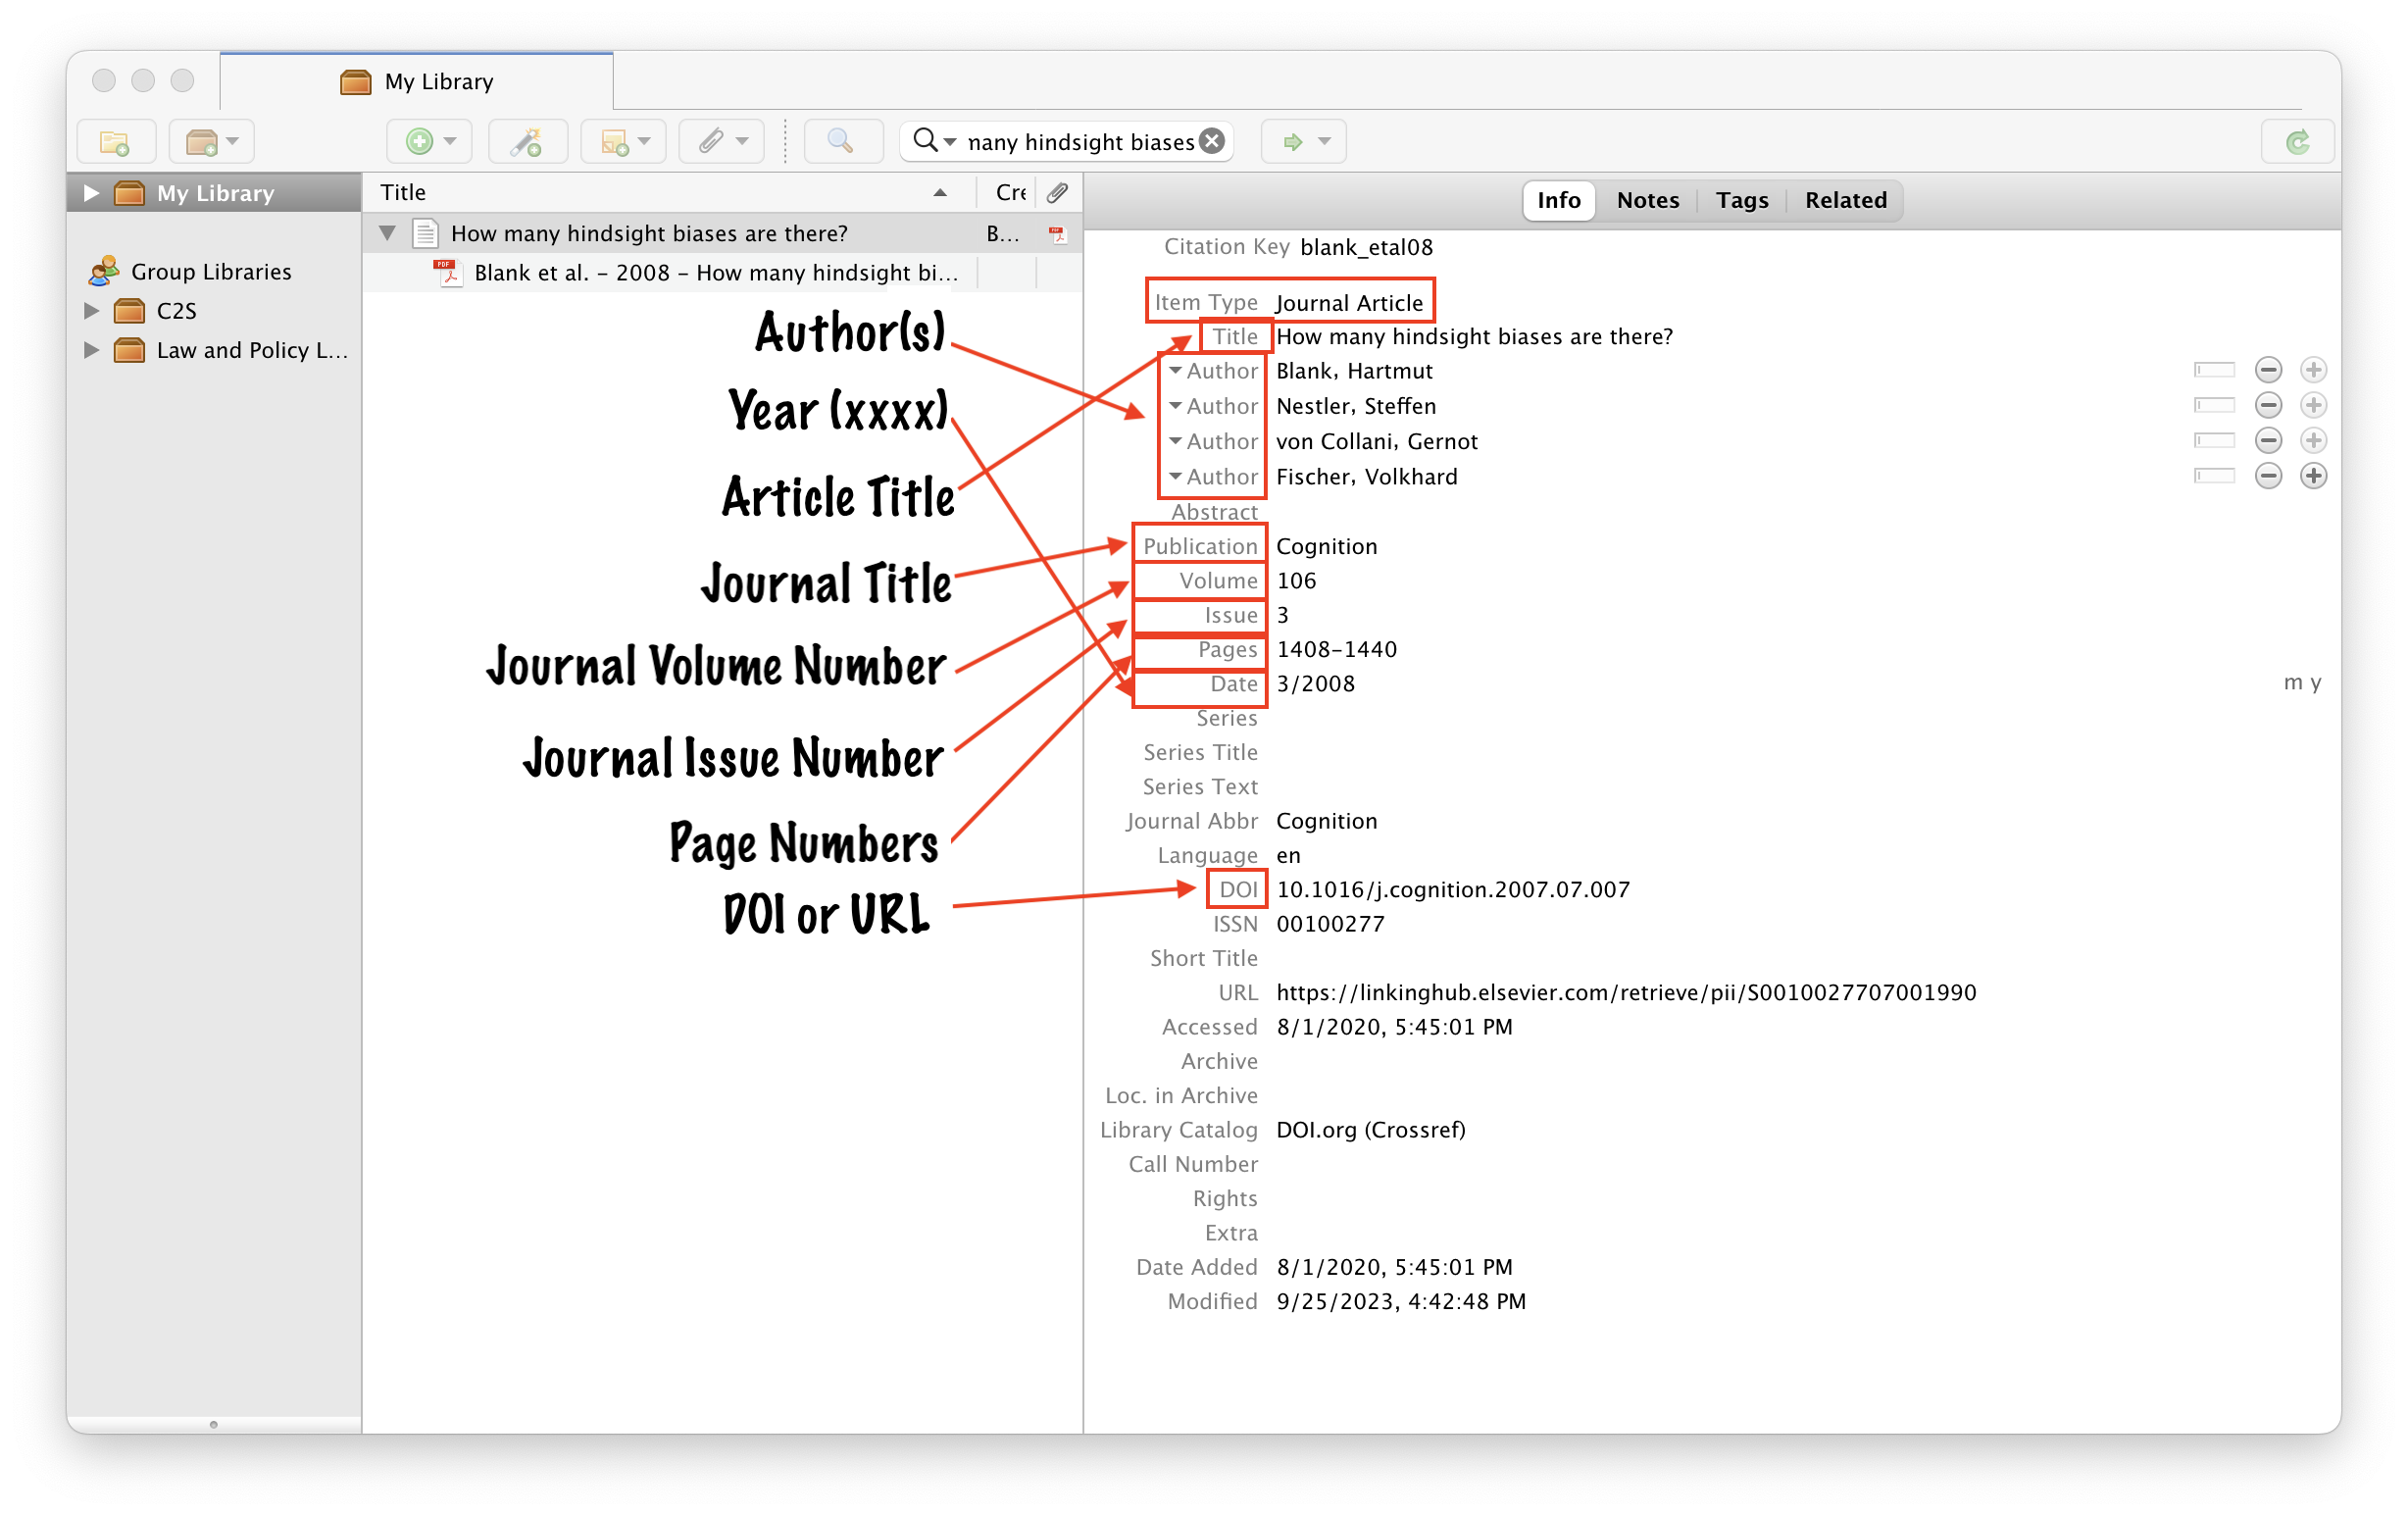 My Library
many hindsight biases
My Library
Group Libraries
C2S
Law and Policy L...
Title
Cre
How many hindsight biases are there?
B...
PDF
Blank et al. – 2008 – How many hindsight bi...
Author(s)
Year (xxxx)
Article Title
Journal Title
Journal Volume Number
Journal Issue Number
Page Numbers
DOI or URL
Info Notes Tags Related
Citation Key blank_etal08
Item Type Journal Article
Title How many hindsight biases are there?
Author Blank, Hartmut
Author Nestler, Steffen
Author von Collani, Gernot
Author Fischer, Volkhard
Abstract
Publication Cognition
Volume 106
Issue 3
Pages 1408–1440
Date 3/2008 m y
Series
Series Title
Series Text
Journal Abbr Cognition
Language en
DOI 10.1016/j.cognition.2007.07.007
ISSN 00100277
Short Title
URL https://linkinghub.elsevier.com/retrieve/pii/S0010027707001990
Accessed 8/1/2020, 5:45:01 PM
Archive
Loc. in Archive
Library Catalog DOI.org (Crossref)
Call Number
Rights
Extra
Date Added 8/1/2020, 5:45:01 PM
Modified 9/25/2023, 4:42:48 PM